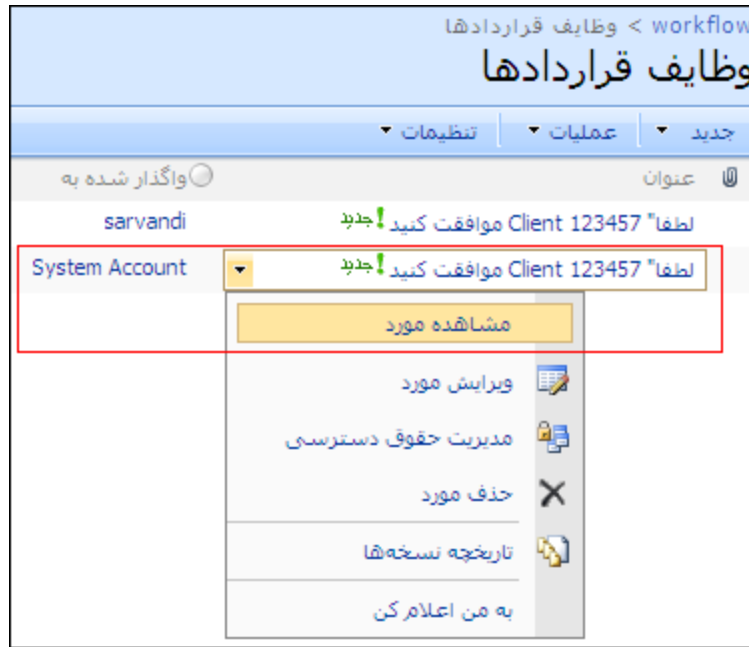 workflow > وظایف قراردادها
وظایف قراردادها
جدید عملیات تنظیمات
عنوان واگذار شده به
لطفا" Client 123457 موافقت کنید ! جدید sarvandi
لطفا" Client 123457 موافقت کنید ! جدید System Account
مشاهده مورد
ویرایش مورد
مدیریت حقوق دسترسی
حذف مورد
تاریخچه نسخه‌ها
به من اعلام کن